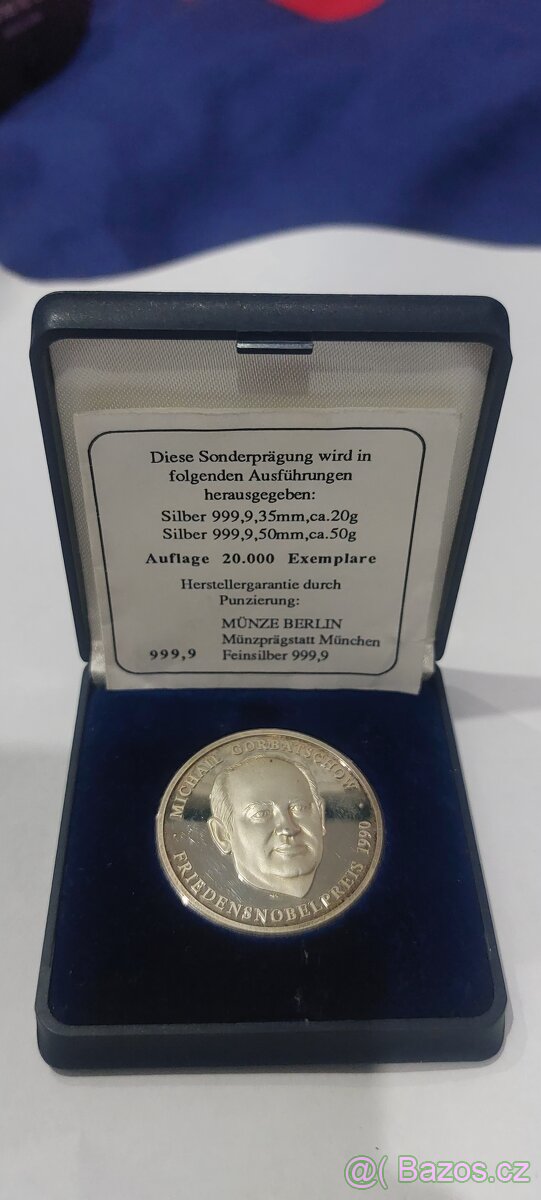 Diese Sonderprägung wird in
folgenden Ausführungen
herausgegeben:
Silber 999,9,35mm,ca.20g
Silber 999,9,50mm,ca.50g
Auflage 20.000 Exemplare
Herstellergarantie durch
Punzierung:
MÜNZE BERLIN
Münzprägstatt München
999,9 Feinsilber 999,9
MICHAIL GORBATSCHOW
FRIEDENSNOBELPREIS 1990
@( Bazos.cz